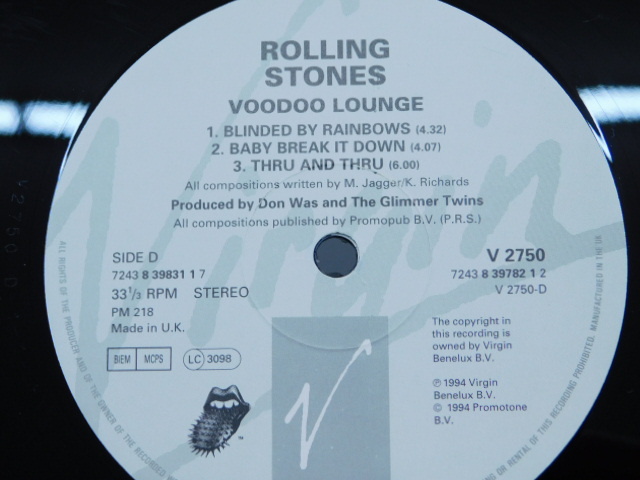 ROLLING
STONES
VOODOO LOUNGE
1. BLINDED BY RAINBOWS (4.32)
2. BABY BREAK IT DOWN (4.07)
3. THRU AND THRU (6.00)
All compositions written by M. Jagger/K. Richards
Produced by Don Was and The Glimmer Twins
All compositions published by Promopub B.V. (P.R.S.)
SIDE D
7243 8 39831 1 7
33 1/3 RPM STEREO
PM 218
Made in U.K.
BIEM MCPS LC 3098
V 2750
7243 8 39782 1 2
V 2750-D
The copyright in
this recording is
owned by Virgin
Benelux B.V.
℗ 1994 Virgin
Benelux B.V.
© 1994 Promotone
B.V.
Virgin
V
TM
ALL RIGHTS OF THE PRODUCER AND OF THE OWNER OF THE RECORDED
OR RENTAL OF THIS RECORDING PROHIBITED. MANUFACTURED IN THE UK